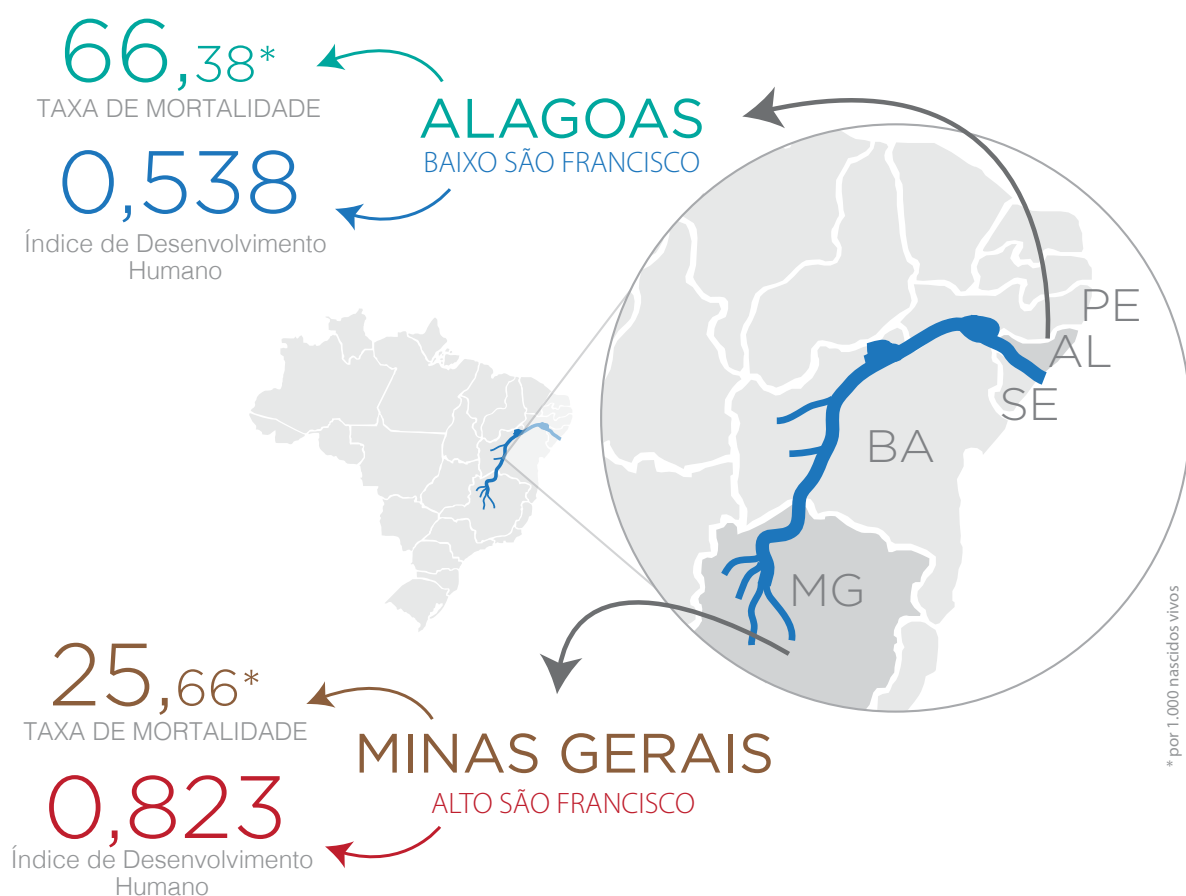 66,38*
TAXA DE MORTALIDADE
0,538
Índice de Desenvolvimento
Humano
ALAGOAS
BAIXO SÃO FRANCISCO
PE
AL
SE
BA
MG
25,66*
TAXA DE MORTALIDADE
0,823
Índice de Desenvolvimento
Humano
MINAS GERAIS
ALTO SÃO FRANCISCO
* por 1.000 nascidos vivos